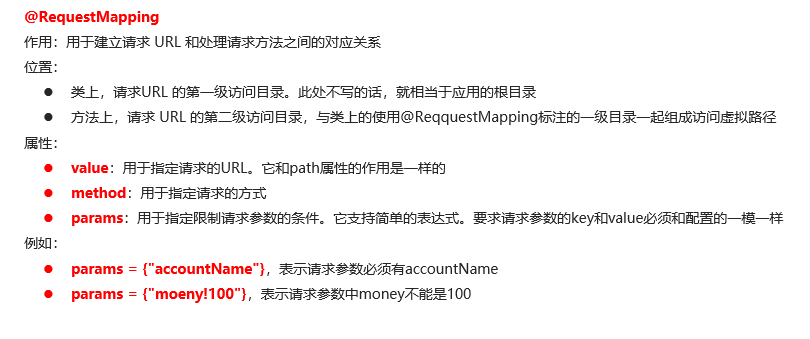 @RequestMapping
作用：用于建立请求 URL 和处理请求方法之间的对应关系
位置：
● 类上，请求URL 的第一级访问目录。此处不写的话，就相当于应用的根目录
● 方法上，请求 URL 的第二级访问目录，与类上的使用@ReqquestMapping标注的一级目录一起组成访问虚拟路径
属性：
● value：用于指定请求的URL。它和path属性的作用是一样的
● method：用于指定请求的方式
● params：用于指定限制请求参数的条件。它支持简单的表达式。要求请求参数的key和value必须和配置的一模一样
例如：
● params = {"accountName"}，表示请求参数必须有accountName
● params = {"moeny!100"}，表示请求参数中money不能是100